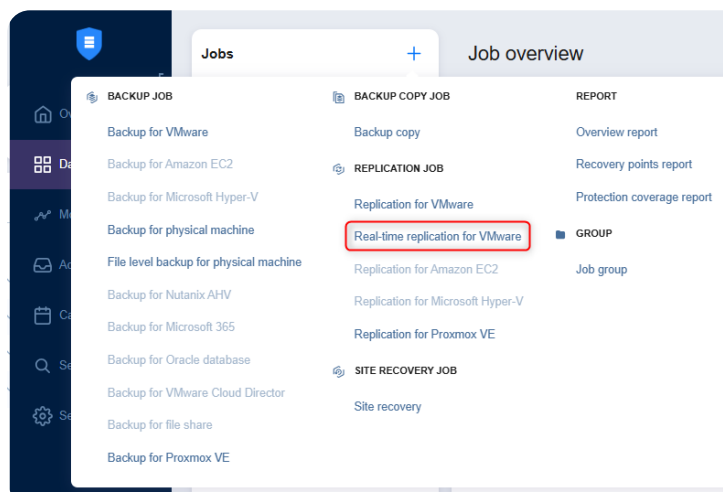 Jobs
+
Job overview
BACKUP JOB
Backup for VMware
Backup for Amazon EC2
Backup for Microsoft Hyper-V
Backup for physical machine
File level backup for physical machine
Backup for Nutanix AHV
Backup for Microsoft 365
Backup for Oracle database
Backup for VMware Cloud Director
Backup for file share
Backup for Proxmox VE
BACKUP COPY JOB
Backup copy
REPLICATION JOB
Replication for VMware
Real-time replication for VMware
Replication for Amazon EC2
Replication for Microsoft Hyper-V
Replication for Proxmox VE
SITE RECOVERY JOB
Site recovery
REPORT
Overview report
Recovery points report
Protection coverage report
GROUP
Job group